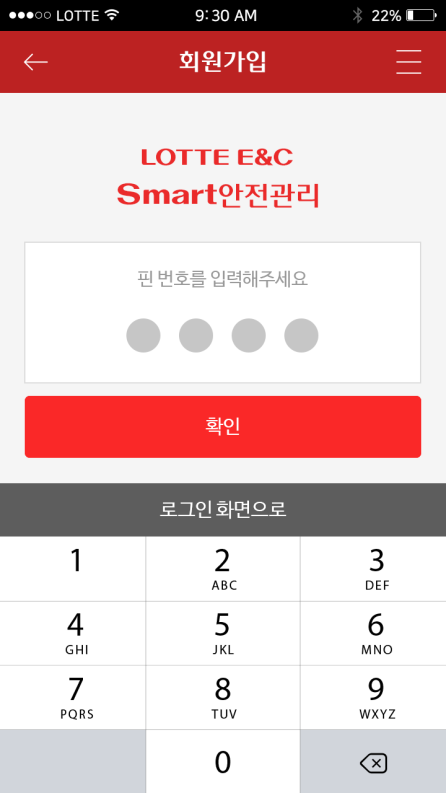 LOTTE 9:30 AM 22%
회원가입
LOTTE E&C
Smart안전관리
핀 번호를 입력해주세요
확인
로그인 화면으로
1 2 3
ABC DEF
4 5 6
GHI JKL MNO
7 8 9
PQRS TUV WXYZ
0